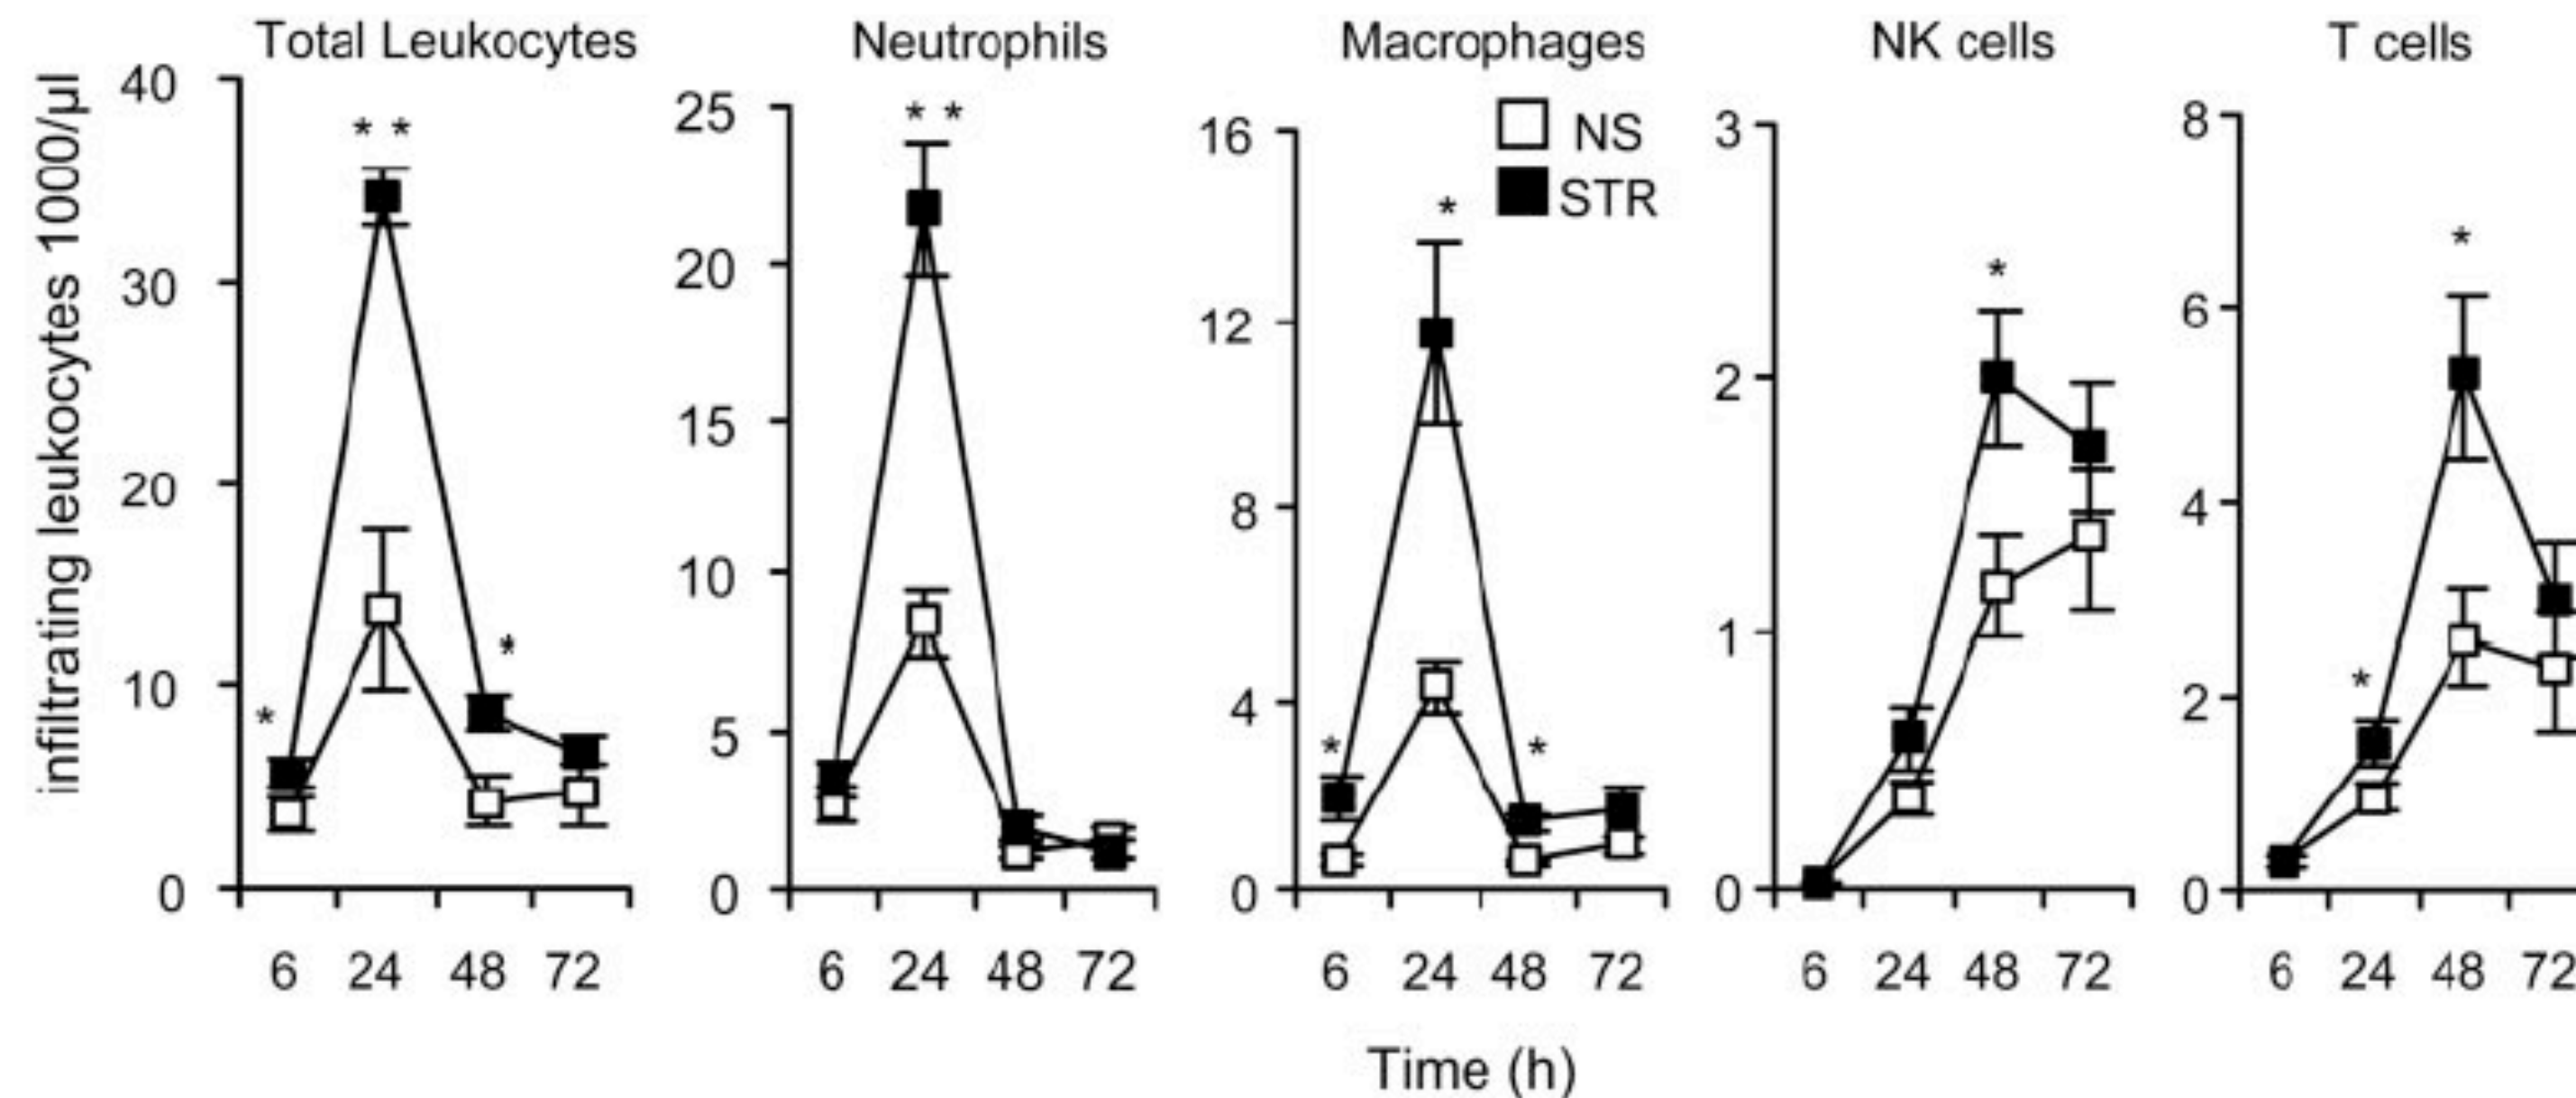 Total Leukocytes
Neutrophils
Macrophages
NK cells
T cells
infiltrating leukocytes 1000/µl
40
30
20
10
0
* *
*
*
6 24 48 72
25
20
15
10
5
0
* *
6 24 48 72
16
12
8
4
0
NS
STR
*
*
*
6 24 48 72
3
2
1
0
*
6 24 48 72
8
6
4
2
0
*
*
6 24 48 72
Time (h)